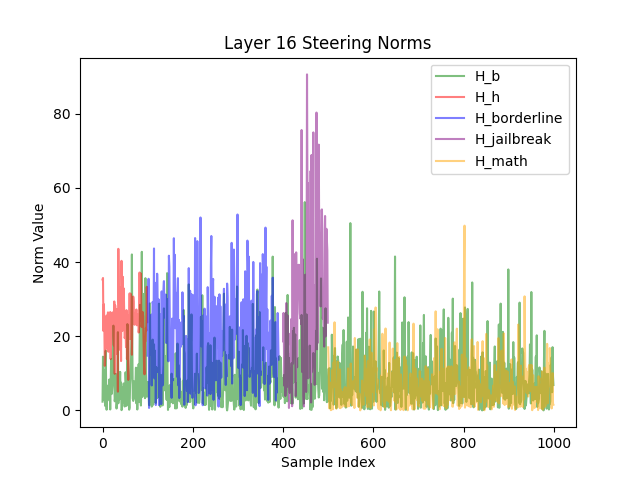 Layer 16 Steering Norms
H_b
H_h
H_borderline
H_jailbreak
H_math
Norm Value
80
60
40
20
0
0
200
400
600
800
1000
Sample Index